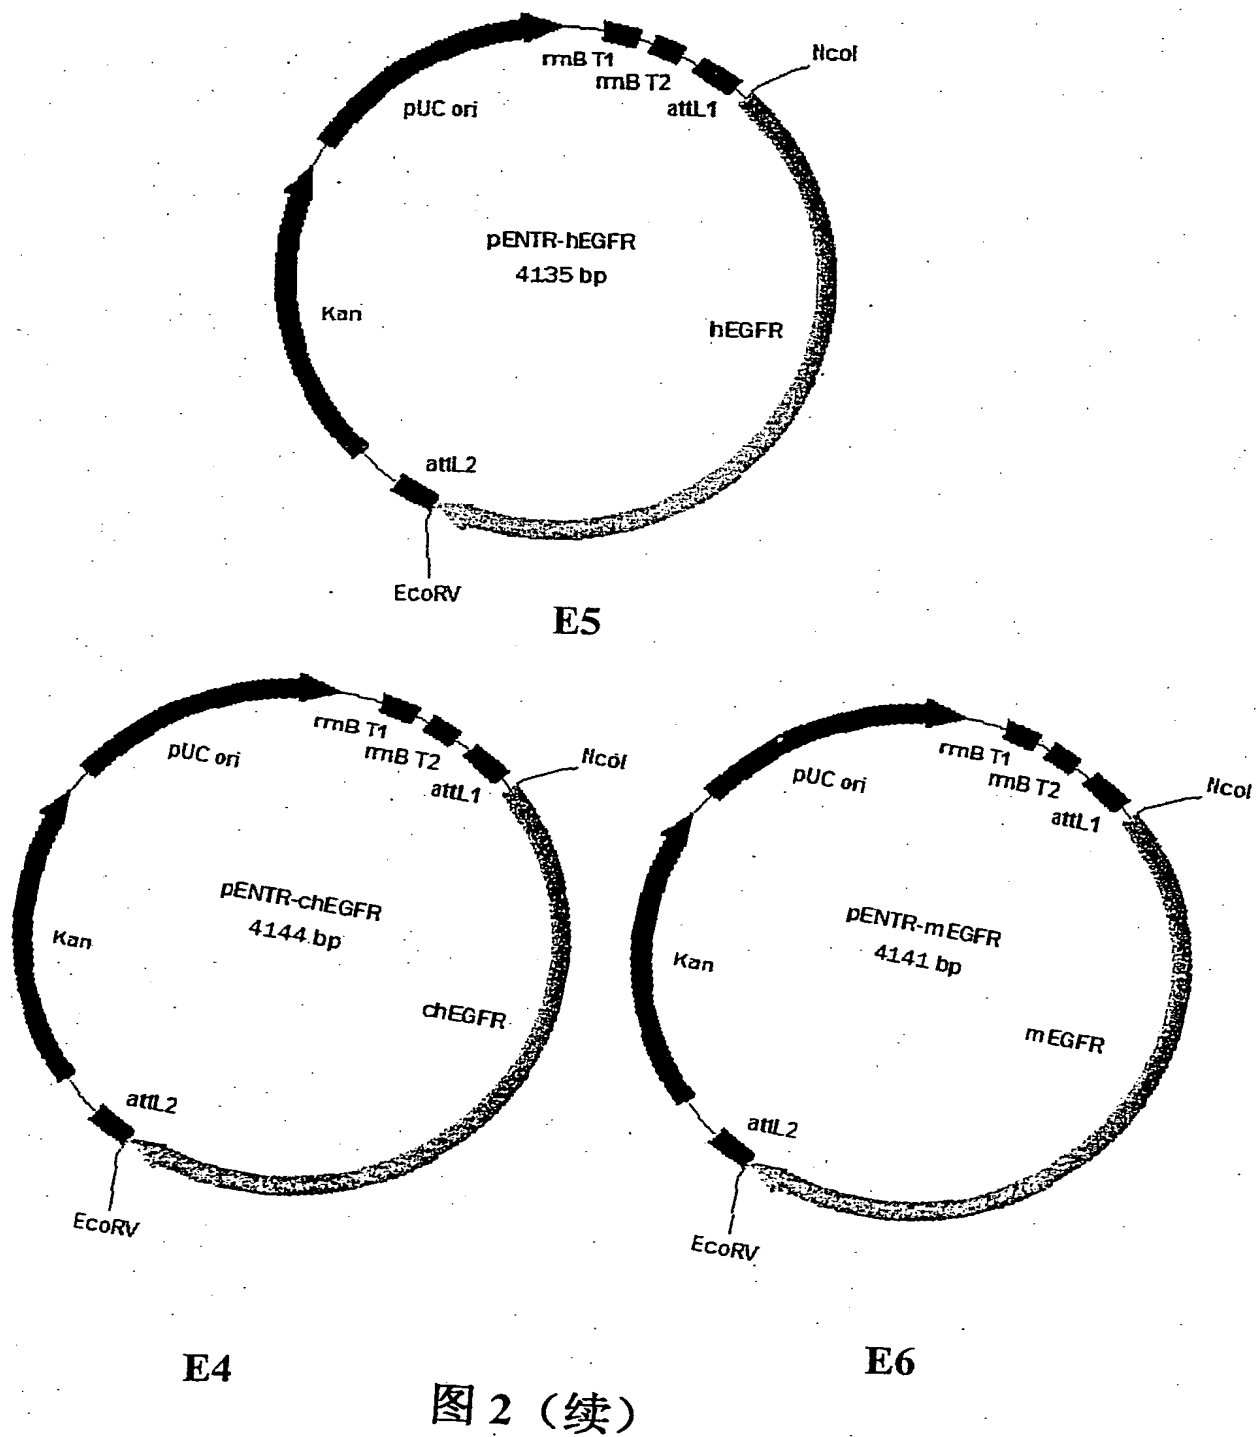 NcoI
rrnB T1
rrnB T2
attL1
pUC ori
pENTR-hEGFR
4135 bp
Kan
hEGFR
attL2
EcoRV
E5
rrnB T1
rrnB T2
attL1
NcoI
pUC ori
pENTR-chEGFR
4144 bp
Kan
chEGFR
attL2
EcoRV
E4
rrnB T1
rrnB T2
attL1
NcoI
pUC ori
pENTR-mEGFR
4141 bp
Kan
mEGFR
attL2
EcoRV
E6
图 2（续）